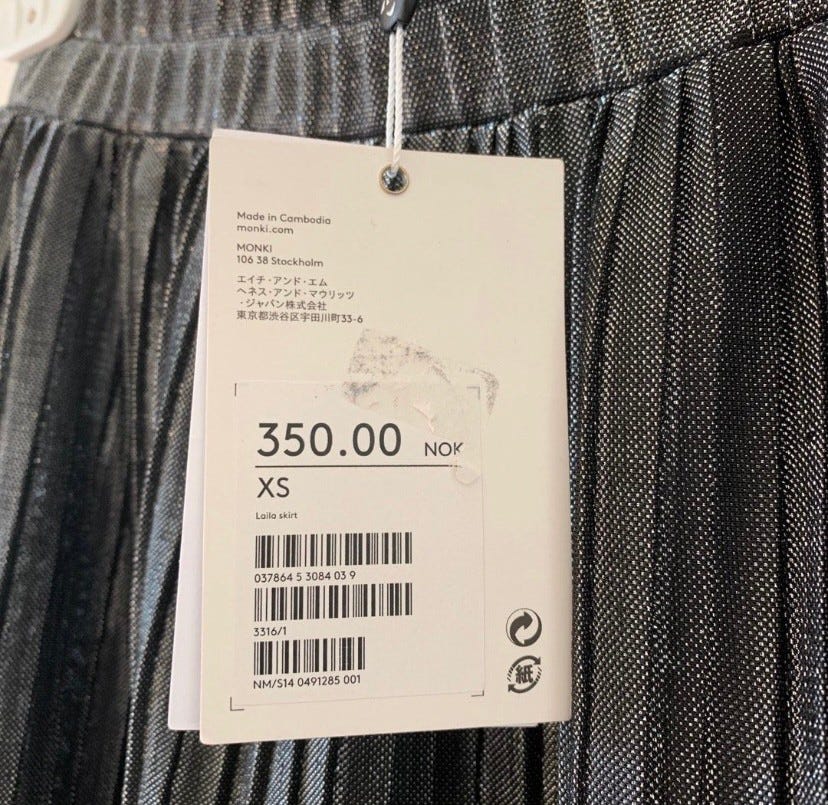 Made in Cambodia
monki.com
MONKI
106 38 Stockholm
エイチ・アンド・エム
ヘネス・アンド・マウリッツ
・ジャパン株式会社
東京都渋谷区宇田川町33-6
350.00 NOK
XS
Laila skirt
037864 5 3084 03 9
3316/1
NM/S14 0491285 001
紙